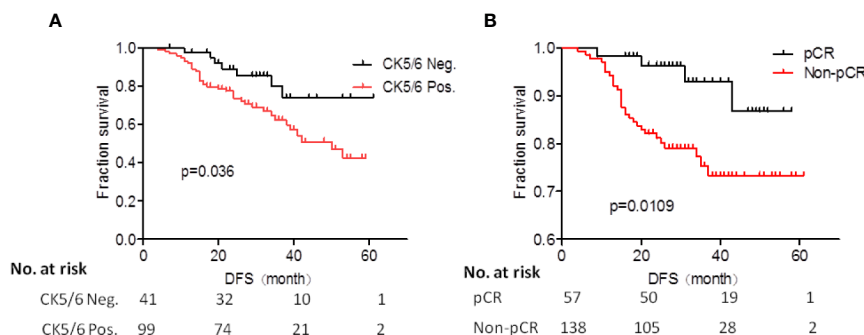 A
1.0
0.8
0.6
0.4
0.2
0.0
Fraction survival
CK5/6 Neg.
CK5/6 Pos.
p=0.036
0 20 40 60
DFS (month)
No. at risk
CK5/6 Neg. 41 32 10 1
CK5/6 Pos. 99 74 21 2
B
1.0
0.9
0.8
0.7
0.6
Fraction survival
pCR
Non-pCR
p=0.0109
0 20 40 60
DFS (month)
No. at risk
pCR 57 50 19 1
Non-pCR 138 105 28 2